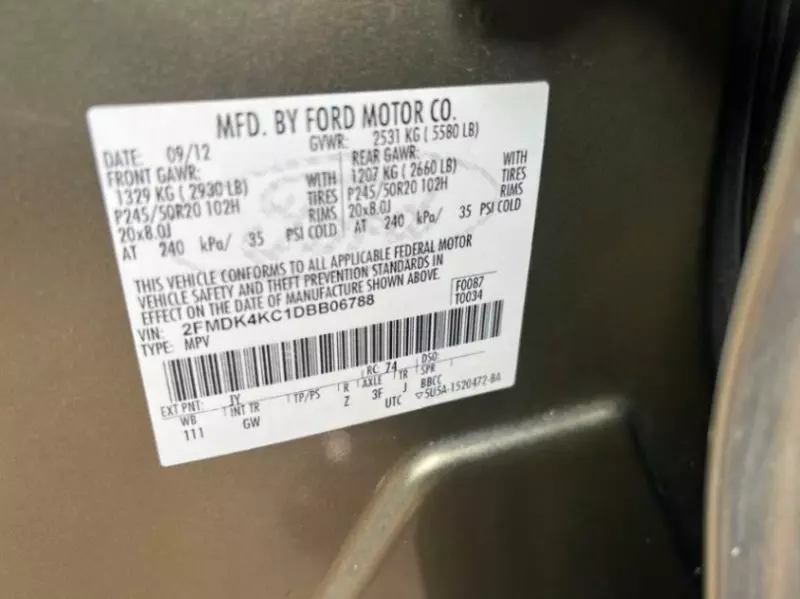 MFD. BY FORD MOTOR CO.
DATE: 09/12 GVWR: 2531 KG ( 5580 LB)
FRONT GAWR: REAR GAWR:
1329 KG ( 2930 LB) WITH 1207 KG ( 2660 LB) WITH
P245/50R20 102H TIRES P245/50R20 102H TIRES
20x8.0J RIMS 20x8.0J RIMS
AT 240 kPa/ 35 PSI COLD AT 240 kPa/ 35 PSI COLD
THIS VEHICLE CONFORMS TO ALL APPLICABLE FEDERAL MOTOR
VEHICLE SAFETY AND THEFT PREVENTION STANDARDS IN
EFFECT ON THE DATE OF MANUFACTURE SHOWN ABOVE.
VIN: 2FMDK4KC1DBB06788 F0087
TYPE: MPV T0034
EXT PNT: JY RC: 74 DSO:
WB INT TR TP/PS R AXLE TR SPR
111 GW Z 3F J BBCC
UTC ▽5U5A-1520472-BA